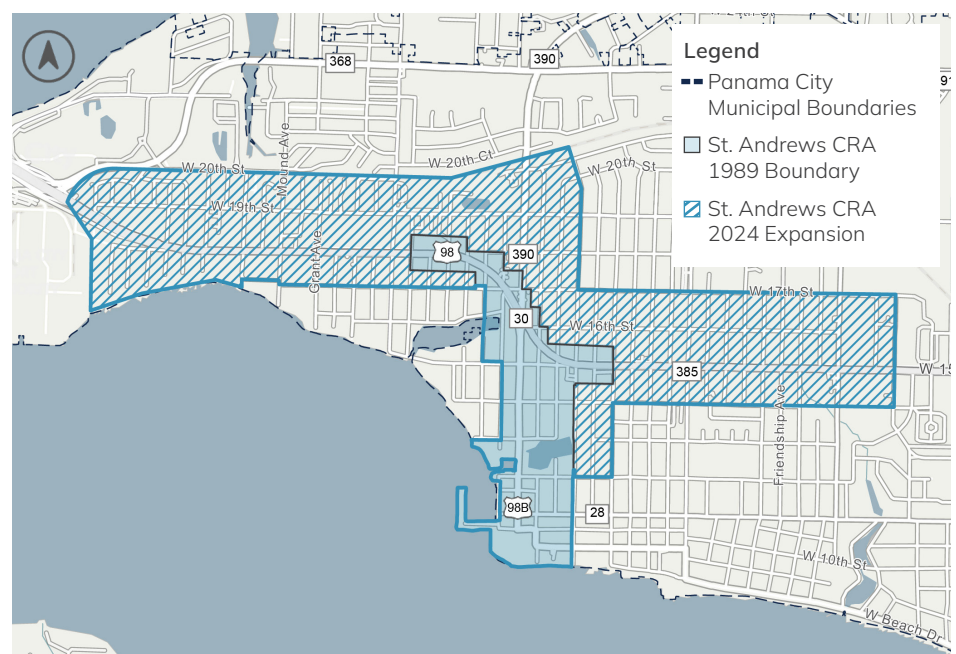 Legend
Panama City
Municipal Boundaries
St. Andrews CRA
1989 Boundary
St. Andrews CRA
2024 Expansion
368
390
W 20th Ct
W 20th St
W 20th St
Mound Ave
W 19th St
Grant Ave
98
390
W 17th St
30
W 16th St
385
W 15
Friendship Ave
98B
28
W 10th St
W Beach Dr